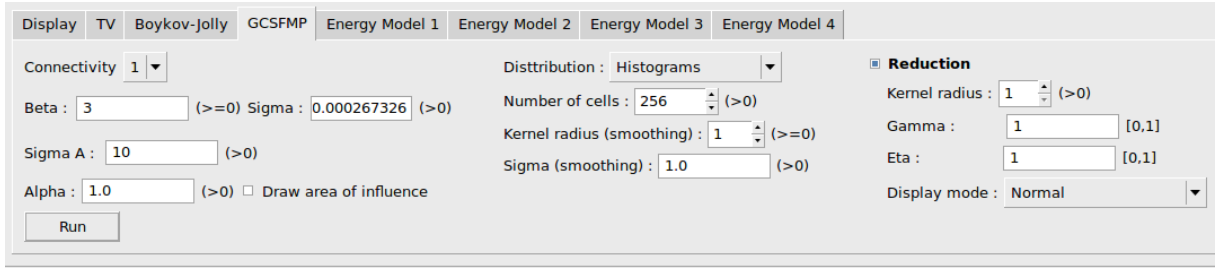 Display TV Boykov-Jolly GCSFMP Energy Model 1 Energy Model 2 Energy Model 3 Energy Model 4
Connectivity 1
Beta : 3 (>=0) Sigma : 0.000267326 (>0)
Sigma A : 10 (>0)
Alpha : 1.0 (>0) Draw area of influence
Run
Disttribution : Histograms
Number of cells : 256 (>0)
Kernel radius (smoothing) : 1 (>=0)
Sigma (smoothing) : 1.0 (>0)
Reduction
Kernel radius : 1 (>0)
Gamma : 1 [0,1]
Eta : 1 [0,1]
Display mode : Normal